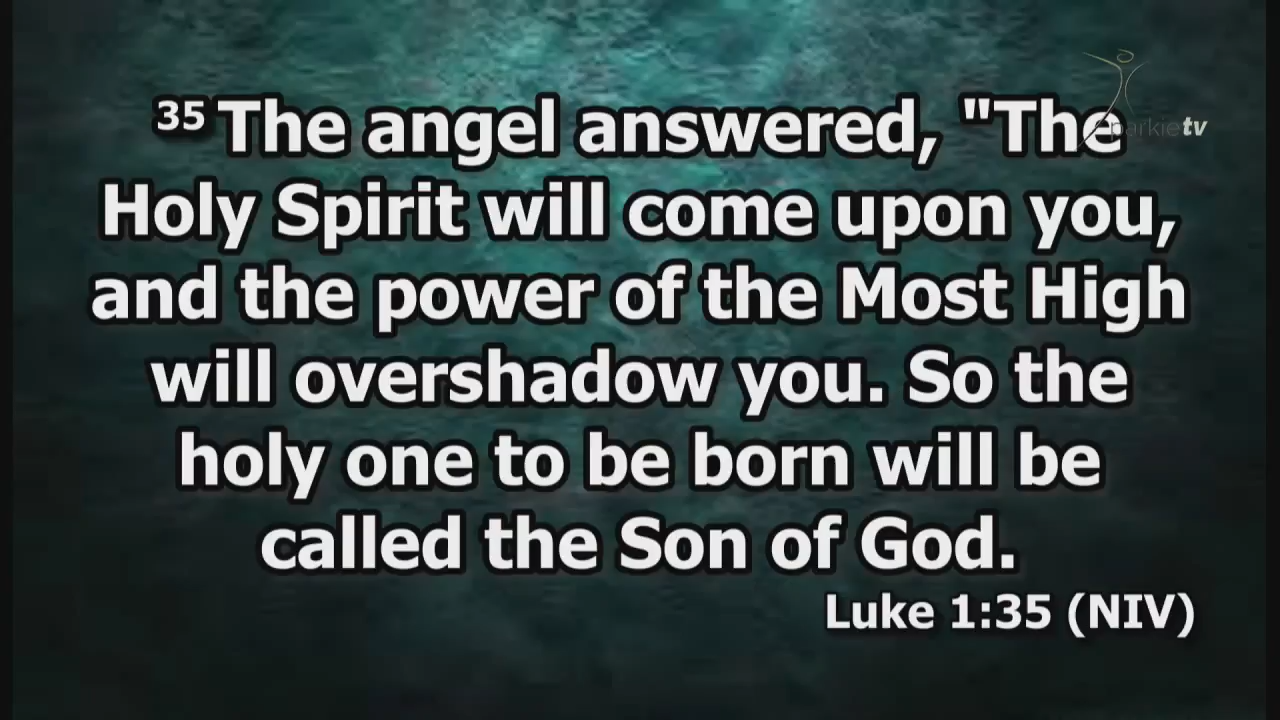 35 The angel answered, "The
Holy Spirit will come upon you,
and the power of the Most High
will overshadow you. So the
holy one to be born will be
called the Son of God.
Luke 1:35 (NIV)
parkietv